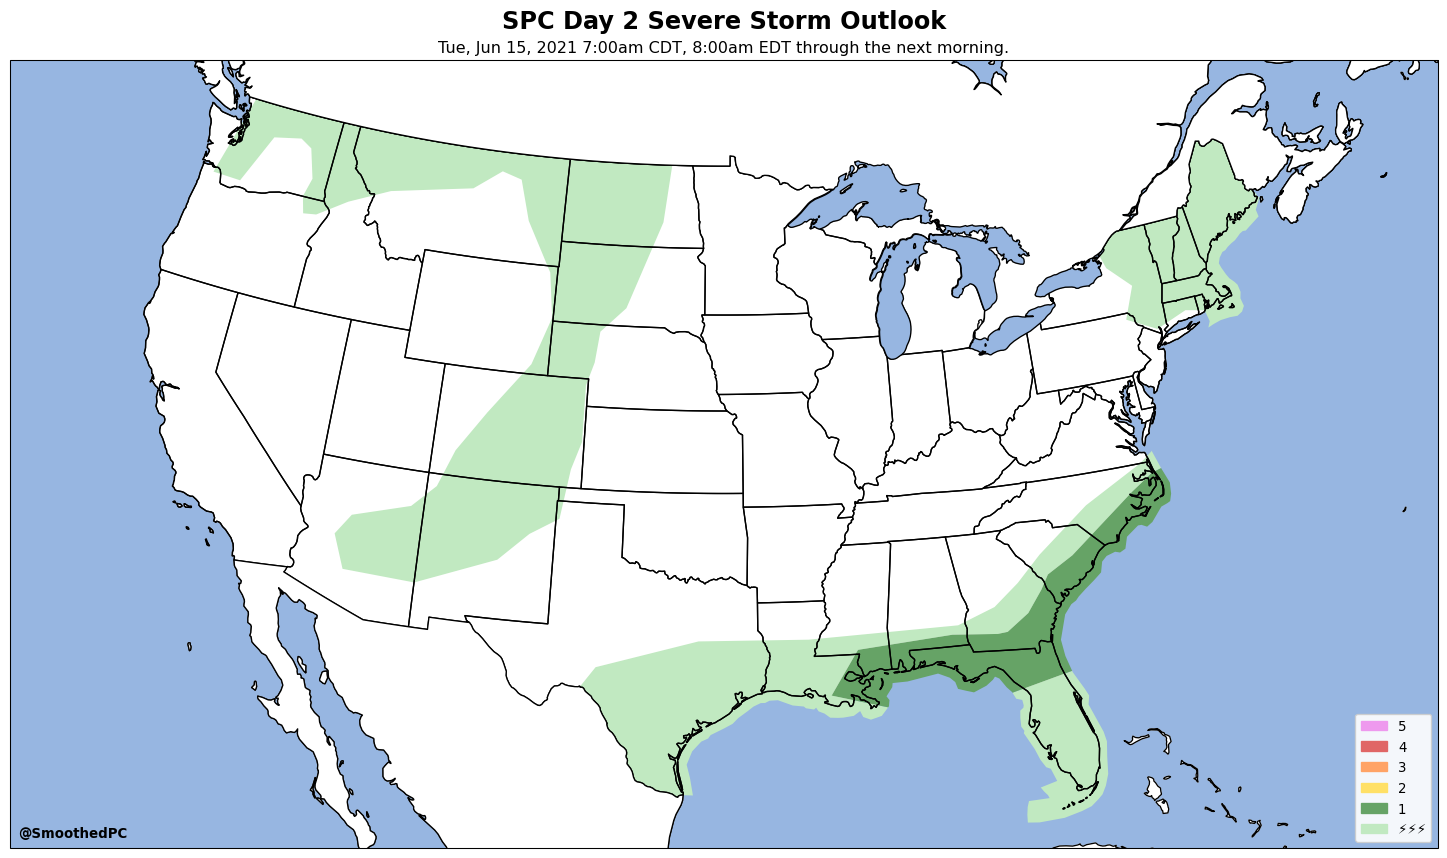 SPC Day 2 Severe Storm Outlook
Tue, Jun 15, 2021 7:00am CDT, 8:00am EDT through the next morning.
5
4
3
2
1
⚡⚡⚡
@SmoothedPC